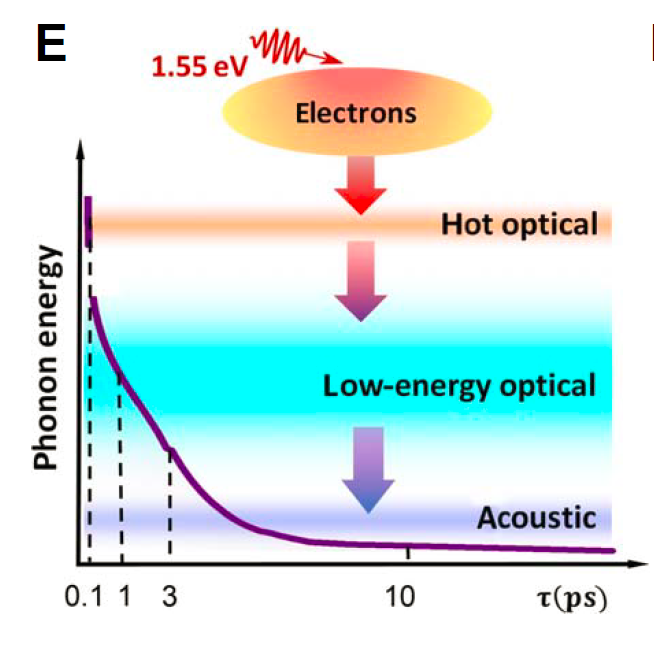 E
1.55 eV
Electrons
Hot optical
Phonon energy
Low-energy optical
Acoustic
0.1 1 3 10 τ(ps)